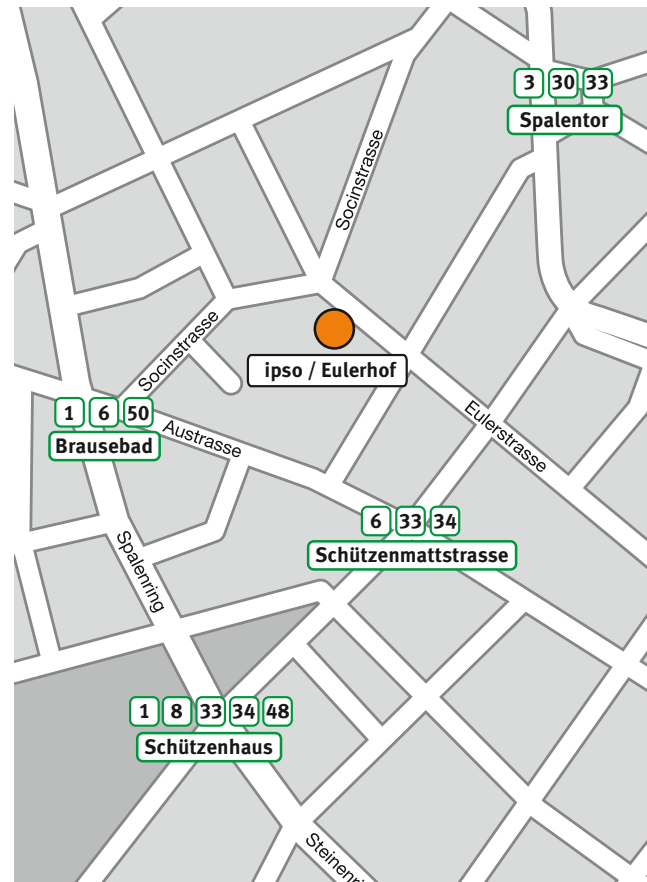 3 30 33
Spalentor
Socinstrasse
Socinstrasse
ipso / Eulerhof
1 6 50
Brausebad
Austrasse
Eulerstrasse
6 33 34
Schützenmattstrasse
Spalenring
1 8 33 34 48
Schützenhaus
Steinenri